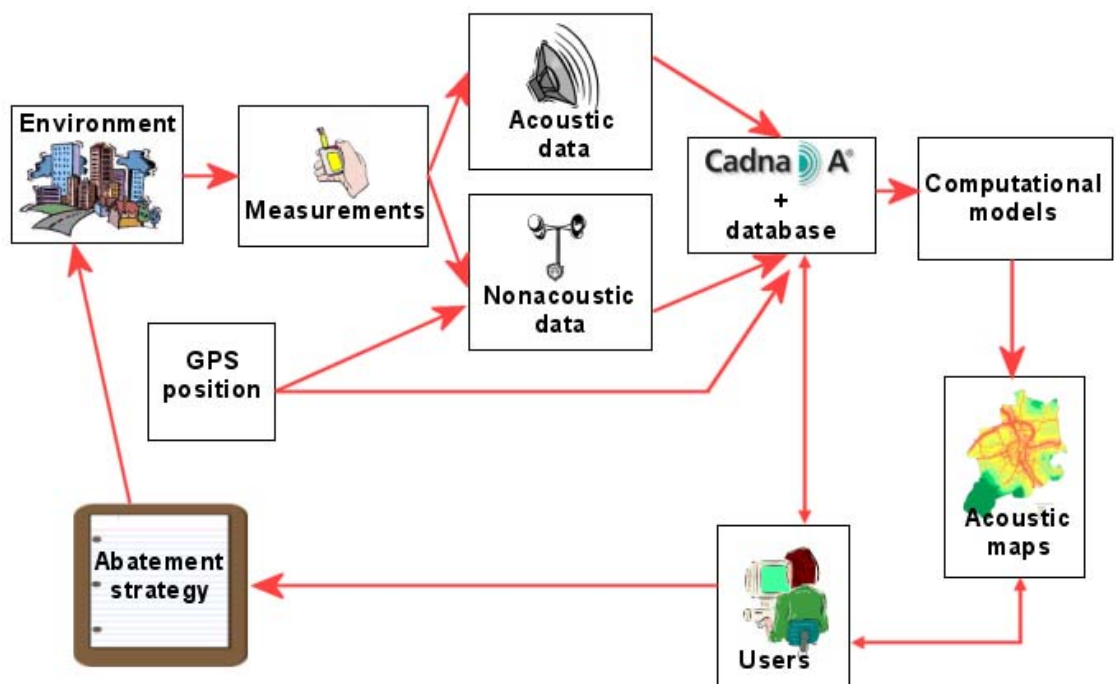 Environment
Measurements
Acoustic
data
Nonacoustic
data
GPS
position
Cadna A®
+
database
Computational
models
Acoustic
maps
Users
Abatement
strategy